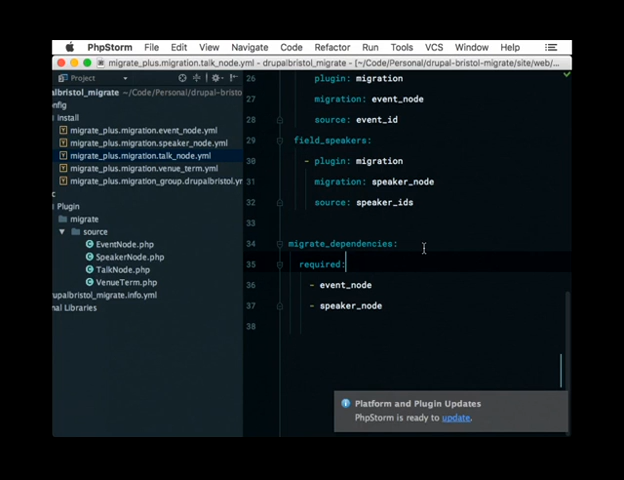 PhpStorm File Edit View Navigate Code Refactor Run Tools VCS Window Help
migrate_plus.migration.talk_node.yml - drupalbristol_migrate - [~/Code/Personal/drupal-bristol-migrate/site/web/...
Project
albristol_migrate ~/Code/Personal/drupal-bristo
nfig
install
migrate_plus.migration.event_node.yml
migrate_plus.migration.speaker_node.yml
migrate_plus.migration.talk_node.yml
migrate_plus.migration.venue_term.yml
migrate_plus.migration_group.drupalbristol.yr
c
Plugin
migrate
source
EventNode.php
SpeakerNode.php
TalkNode.php
VenueTerm.php
rupalbristol_migrate.info.yml
nal Libraries
26 plugin: migration
27 migration: event_node
28 source: event_id
29 field_speakers:
30 - plugin: migration
31 migration: speaker_node
32 source: speaker_ids
33
34 migrate_dependencies:
35 required:
36 - event_node
37 - speaker_node
38
Platform and Plugin Updates
PhpStorm is ready to update.